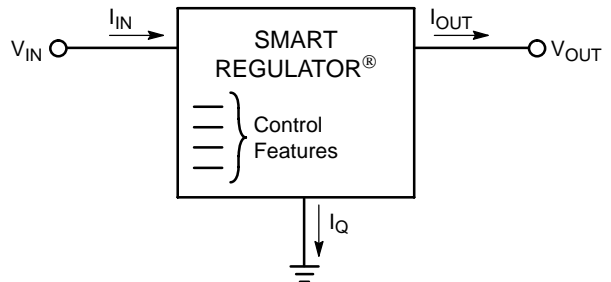 I_IN
I_OUT
V_IN
SMART
REGULATOR®
V_OUT
Control
Features
I_Q